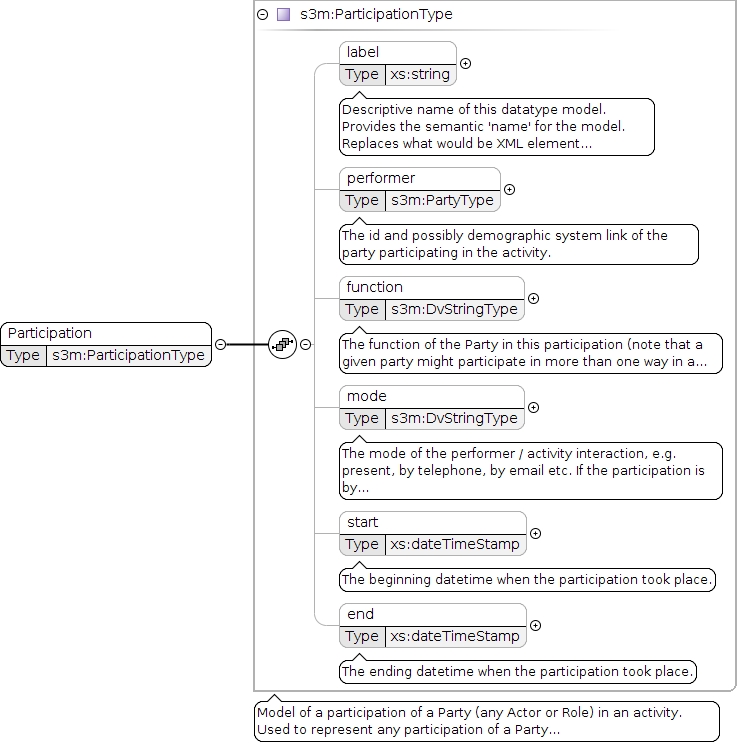 s3m:ParticipationType
label
Type xs:string
Descriptive name of this datatype model.
Provides the semantic 'name' for the model.
Replaces what would be XML element...
performer
Type s3m:PartyType
The id and possibly demographic system link of the
party participating in the activity.
function
Type s3m:DvStringType
The function of the Party in this participation (note that a
given party might participate in more than one way in a...
Participation
Type s3m:ParticipationType
mode
Type s3m:DvStringType
The mode of the performer / activity interaction, e.g.
present, by telephone, by email etc. If the participation is
by...
start
Type xs:dateTimeStamp
The beginning datetime when the participation took place.
end
Type xs:dateTimeStamp
The ending datetime when the participation took place.
Model of a participation of a Party (any Actor or Role) in an activity.
Used to represent any participation of a Party...